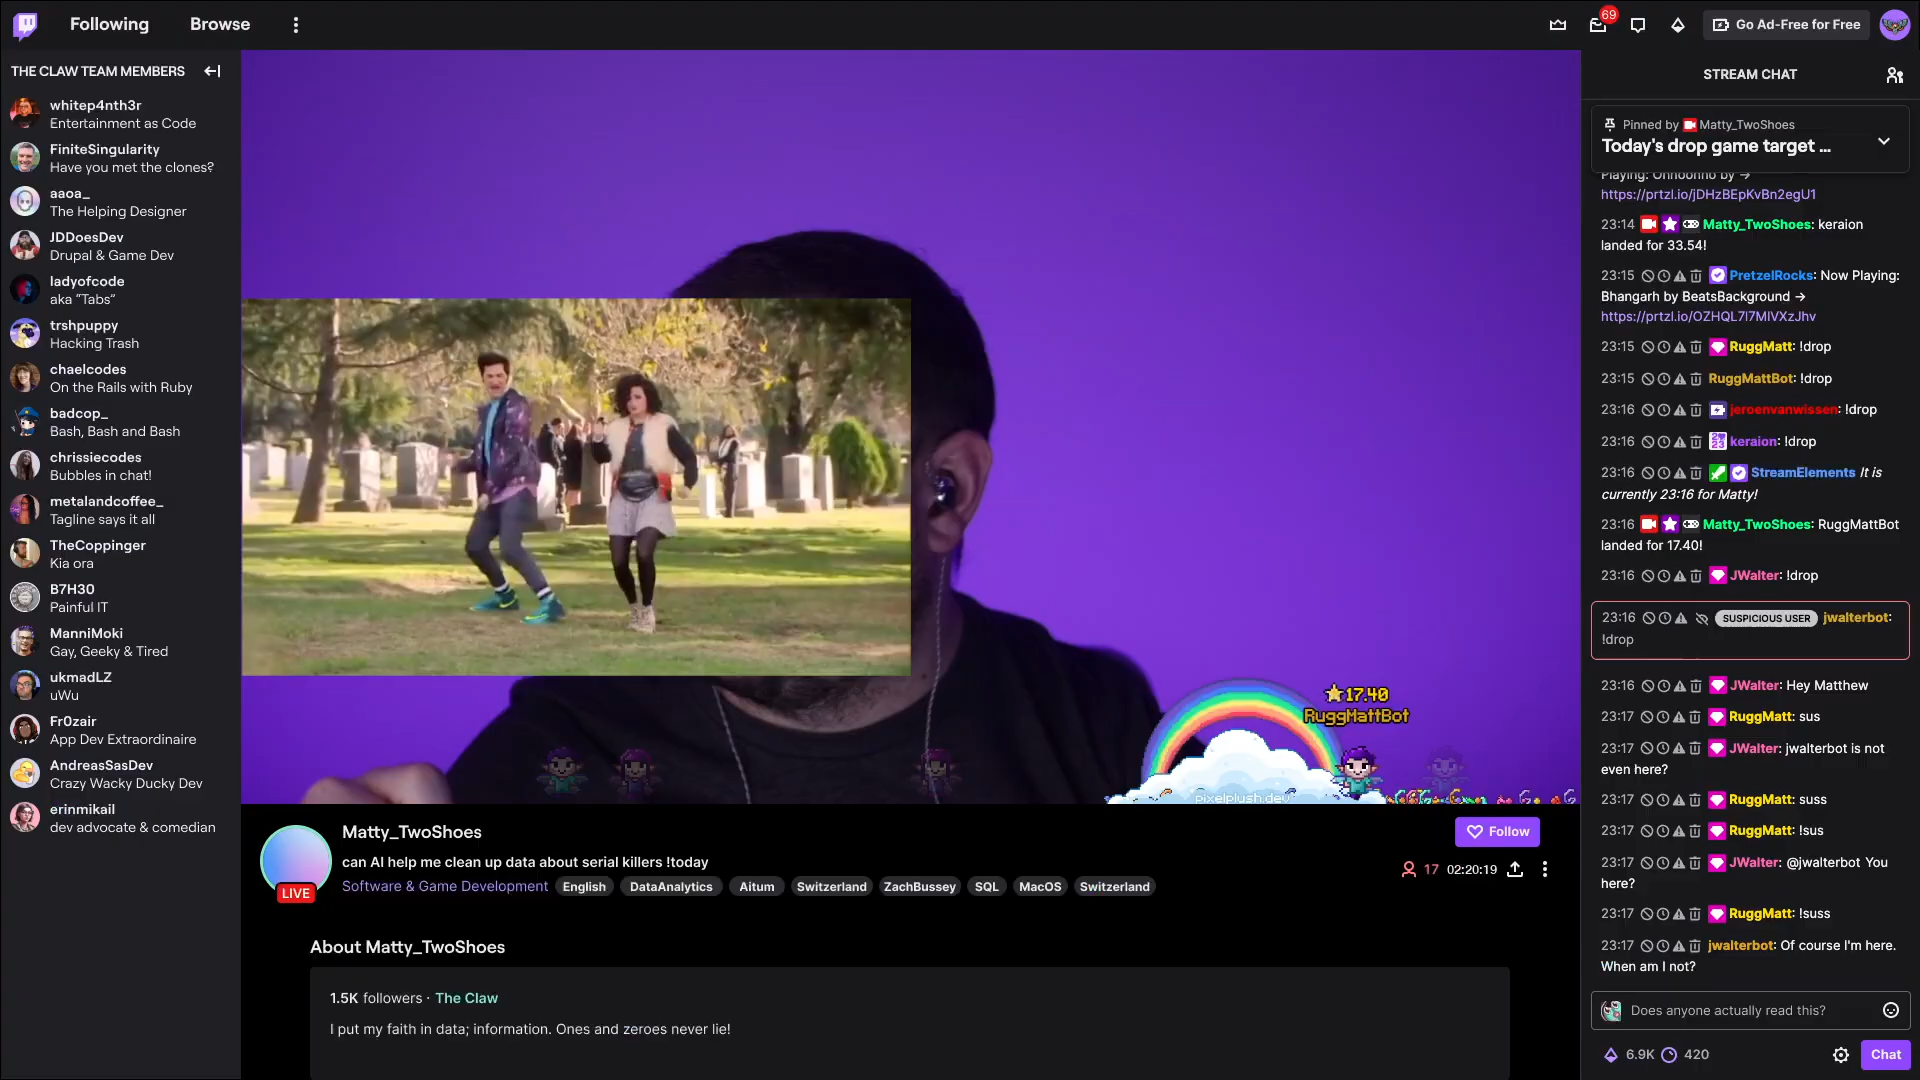 Following
Browse
69
Go Ad-Free for Free
THE CLAW TEAM MEMBERS
whitep4nth3r
Entertainment as Code
FiniteSingularity
Have you met the clones?
aaoa_
The Helping Designer
JDDoesDev
Drupal & Game Dev
ladyofcode
aka “Tabs”
trshpuppy
Hacking Trash
chaelcodes
On the Rails with Ruby
badcop_
Bash, Bash and Bash
chrissiecodes
Bubbles in chat!
metalandcoffee_
Tagline says it all
TheCoppinger
Kia ora
B7H30
Painful IT
ManniMoki
Gay, Geeky & Tired
ukmadLZ
uWu
Fr0zair
App Dev Extraordinaire
AndreasSasDev
Crazy Wacky Ducky Dev
erinmikail
dev advocate & comedian
17.40
RuggMattBot
pixelplush.dev
Matty_TwoShoes
Follow
can AI help me clean up data about serial killers !today
17 02:20:19
Software & Game Development English DataAnalytics Aitum Switzerland ZachBussey SQL MacOS Switzerland
LIVE
About Matty_TwoShoes
1.5K followers · The Claw
I put my faith in data; information. Ones and zeroes never lie!
STREAM CHAT
Pinned by Matty_TwoShoes
Today's drop game target ...
Playing: Onhoohno by →
https://prtzl.io/jDHzBEpKvBn2egU1
23:14 Matty_TwoShoes: keraion
landed for 33.54!
23:15 PretzelRocks: Now Playing:
Bhangarh by BeatsBackground →
https://prtzl.io/OZHQL7l7MlVXzJhv
23:15 RuggMatt: !drop
23:15 RuggMattBot: !drop
23:16 jeroenvanwissen: !drop
23:16 keraion: !drop
23:16 StreamElements It is
currently 23:16 for Matty!
23:16 Matty_TwoShoes: RuggMattBot
landed for 17.40!
23:16 JWalter: !drop
23:16 SUSPICIOUS USER jwalterbot:
!drop
23:16 JWalter: Hey Matthew
23:17 RuggMatt: sus
23:17 JWalter: jwalterbot is not
even here?
23:17 RuggMatt: suss
23:17 RuggMatt: !sus
23:17 JWalter: @jwalterbot You
here?
23:17 RuggMatt: !suss
23:17 jwalterbot: Of course I'm here.
When am I not?
Does anyone actually read this?
6.9K 420
Chat